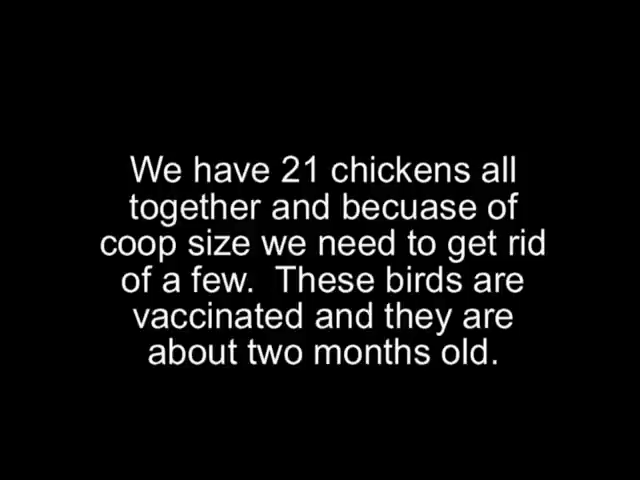 We have 21 chickens all
together and becuase of
coop size we need to get rid
of a few.  These birds are
vaccinated and they are
about two months old.